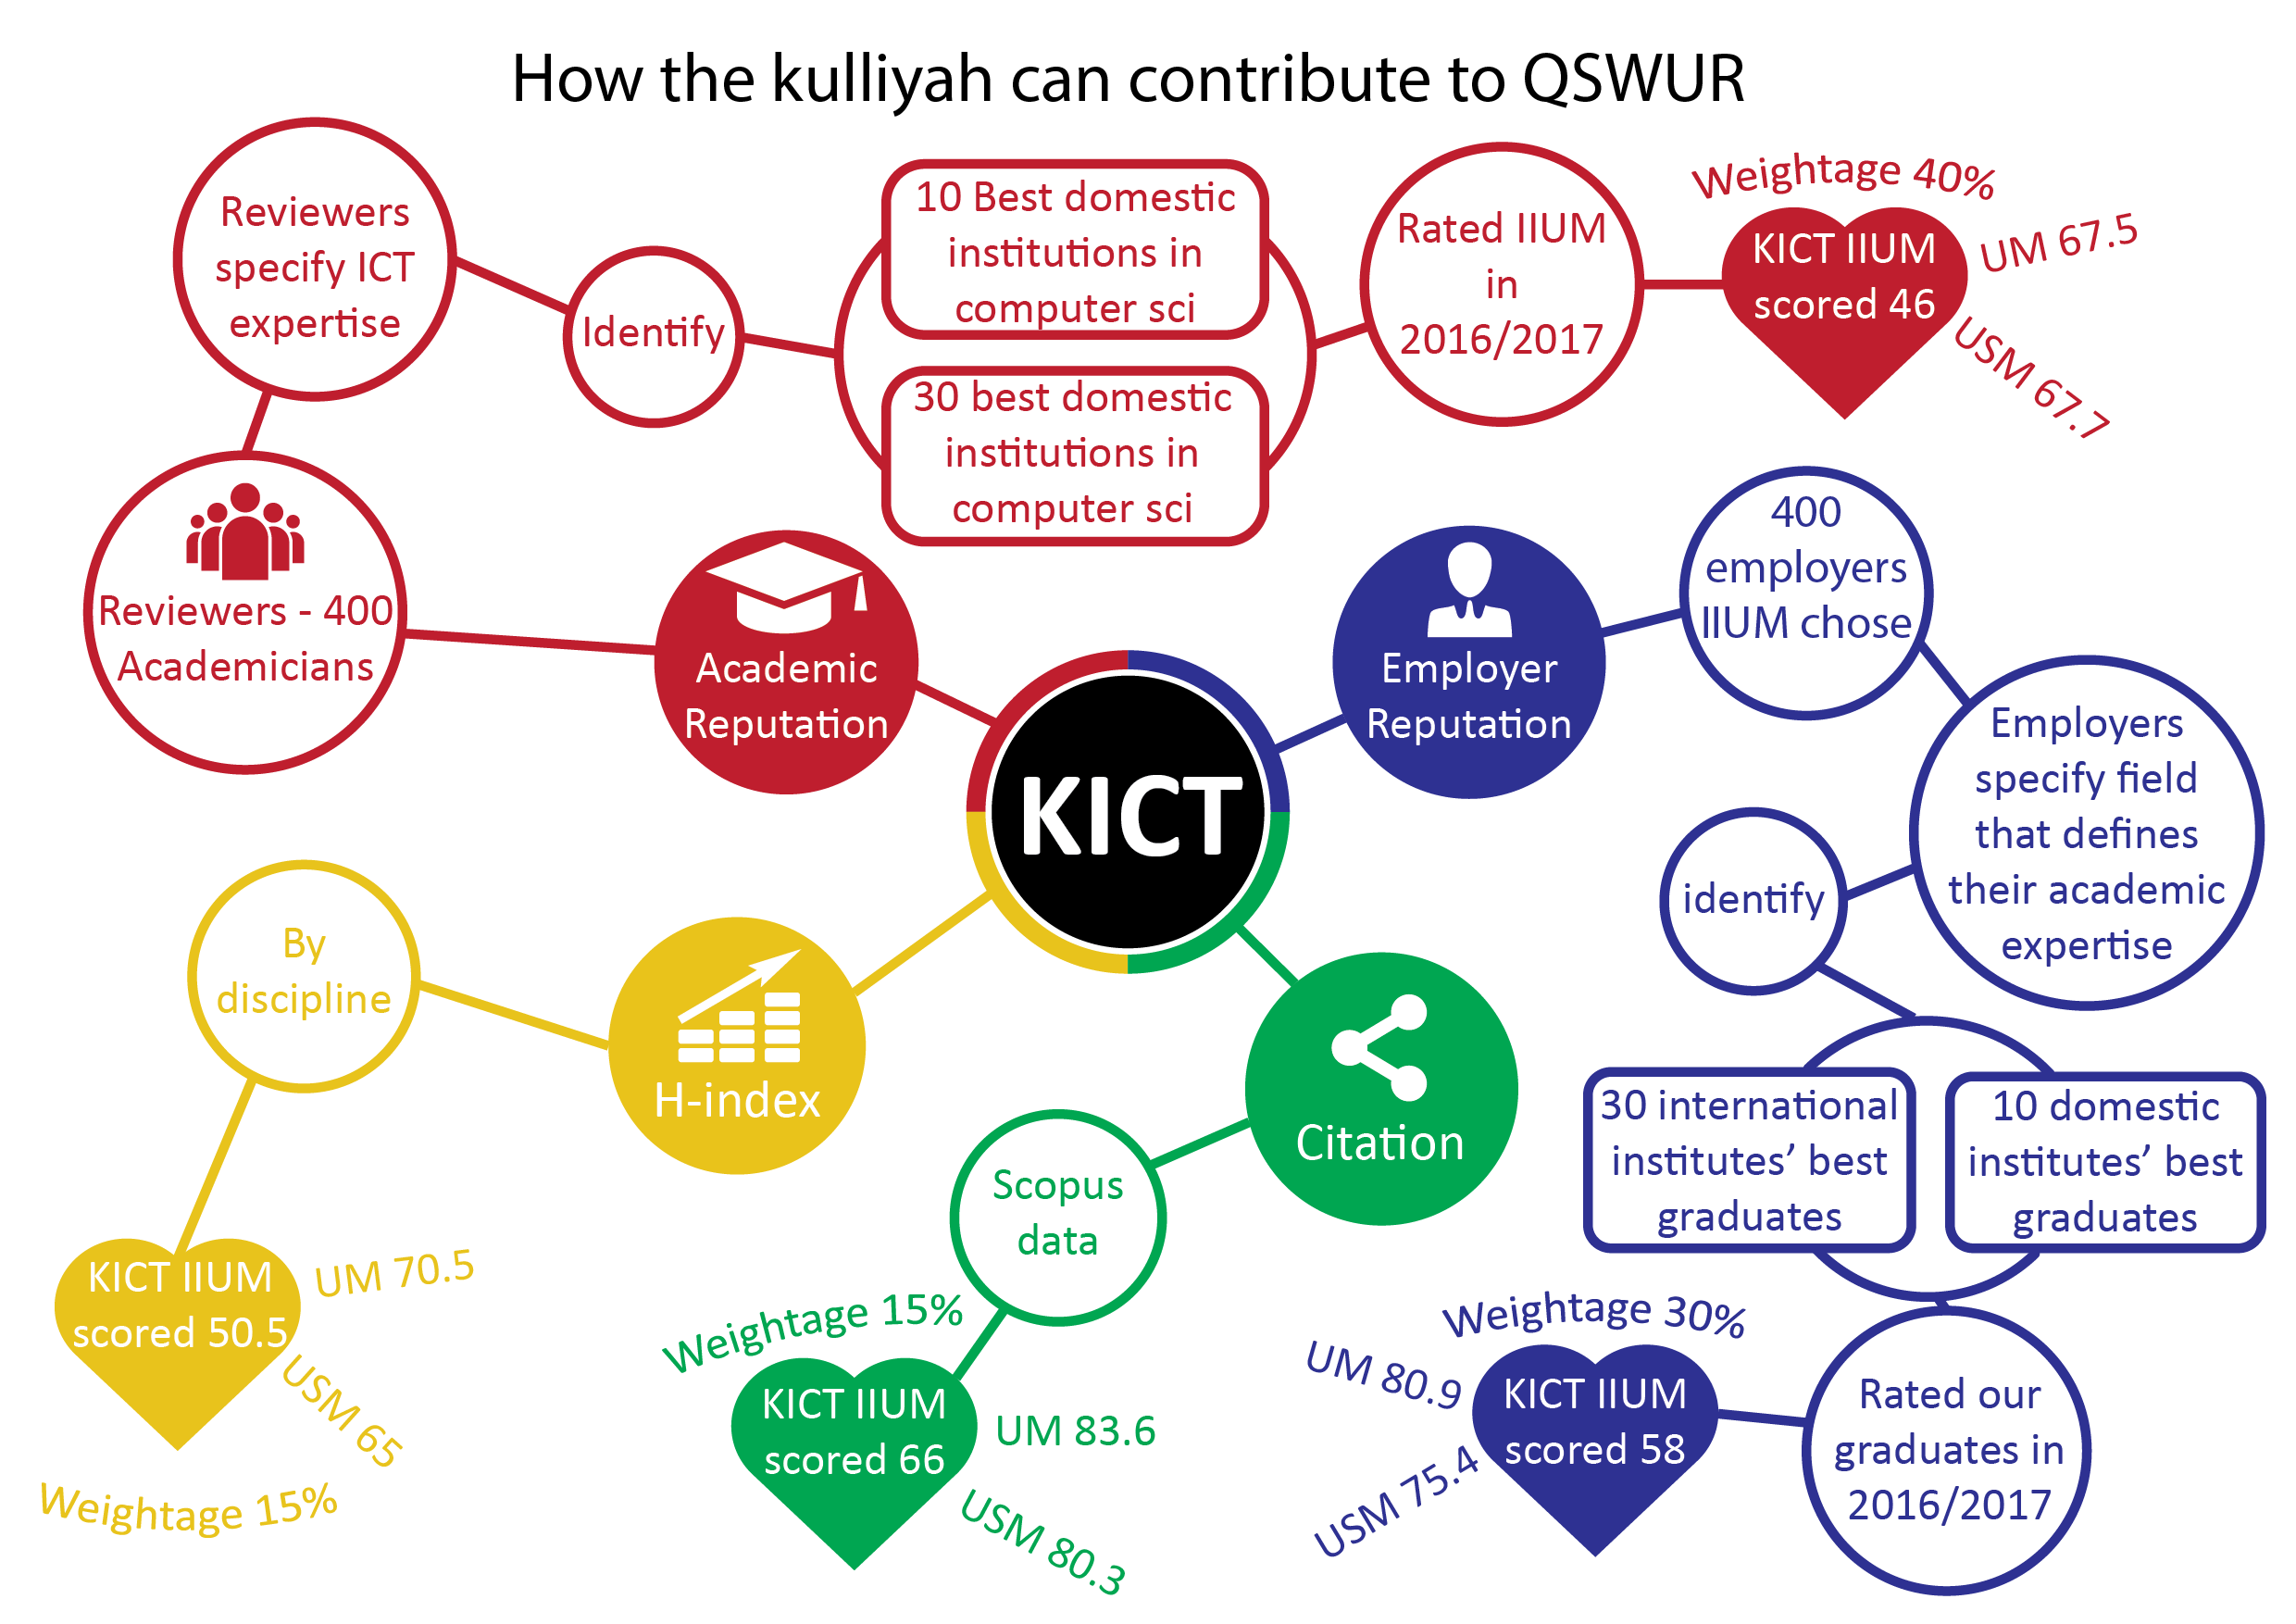 How the kulliyah can contribute to QSWUR
Reviewers
specify ICT
expertise
Identify
10 Best domestic
institutions in
computer sci
30 best domestic
institutions in
computer sci
Rated IIUM
in
2016/2017
Weightage 40%
KICT IIUM
scored 46
UM 67.5
USM 67.7
Reviewers - 400
Academicians
Academic
Reputation
KICT
Employer
Reputation
400
employers
IIUM chose
Employers
specify field
that defines
their academic
expertise
identify
30 international
institutes’ best
graduates
10 domestic
institutes’ best
graduates
Rated our
graduates in
2016/2017
Weightage 30%
UM 80.9
KICT IIUM
scored 58
USM 75.4
Citation
Scopus
data
Weightage 15%
KICT IIUM
scored 66
UM 83.6
USM 80.3
H-index
By
discipline
KICT IIUM
scored 50.5
UM 70.5
USM 65
Weightage 15%